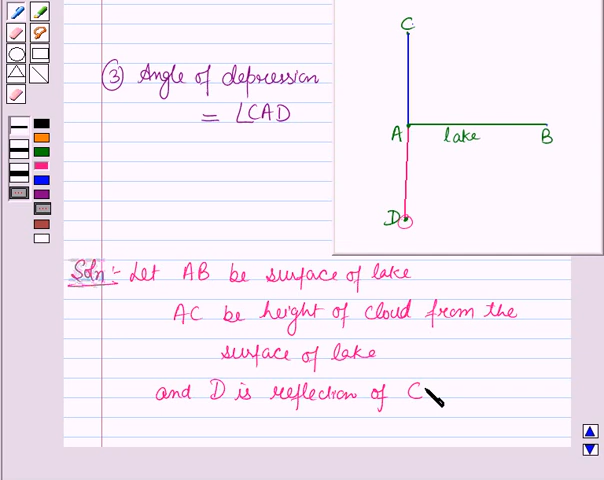 ③ Angle of depression
= ∠CAD
C
A
lake
B
D
Soln:- Let AB be surface of lake
AC be height of cloud from the
surface of lake
and D is reflection of C